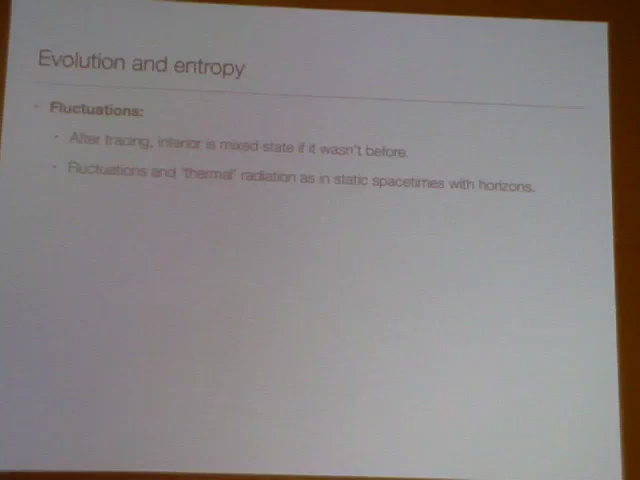 Evolution and entropy
- Fluctuations:
- After tracing, interior is mixed state if it wasn't before.
- Fluctuations and 'thermal' radiation as in static spacetimes with horizons.